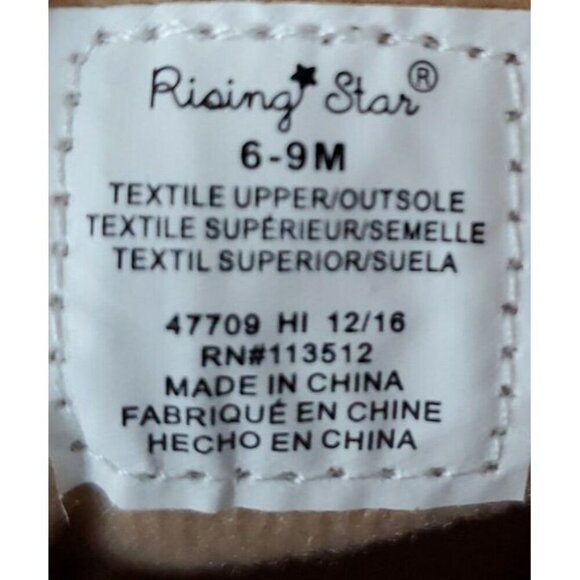 Rising Star®
6-9M
TEXTILE UPPER/OUTSOLE
TEXTILE SUPÉRIEUR/SEMELLE
TEXTIL SUPERIOR/SUELA
47709 HI 12/16
RN#113512
MADE IN CHINA
FABRIQUÉ EN CHINE
HECHO EN CHINA